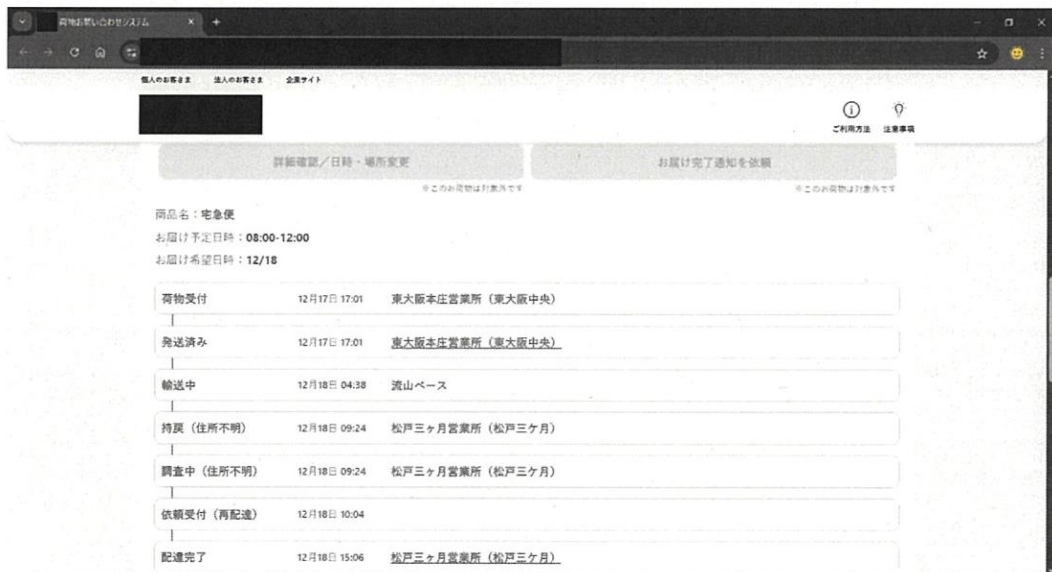 荷物お問い合わせシステム
個人のお客さま 法人のお客さま 企業サイト
ご利用方法 注意事項
詳細確認／日時・場所変更 お届け完了通知を依頼
※このお荷物は対象外です ※このお荷物は対象外です
商品名：宅急便
お届け予定日時：08:00-12:00
お届け希望日時：12/18
荷物受付 12月17日 17:01 東大阪本庄営業所（東大阪中央）
発送済み 12月17日 17:01 東大阪本庄営業所（東大阪中央）
輸送中 12月18日 04:38 流山ベース
持戻（住所不明） 12月18日 09:24 松戸三ヶ月営業所（松戸三ケ月）
調査中（住所不明） 12月18日 09:24 松戸三ヶ月営業所（松戸三ケ月）
依頼受付（再配達） 12月18日 10:04
配達完了 12月18日 15:06 松戸三ヶ月営業所（松戸三ケ月）